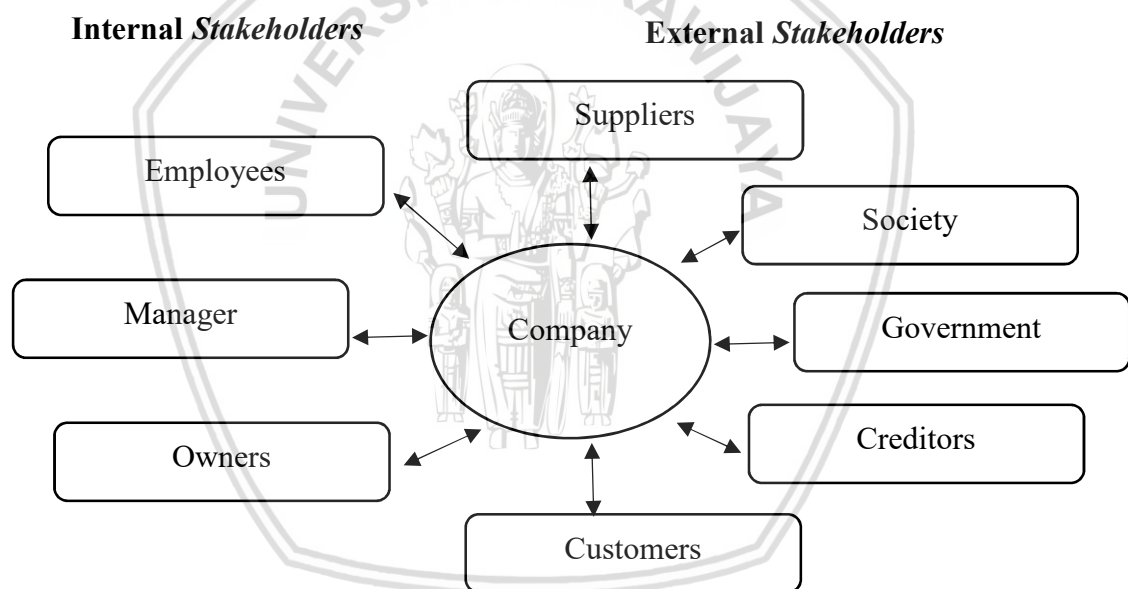 Internal Stakeholders
External Stakeholders
Suppliers
Employees
Society
Manager
Company
Government
Owners
Creditors
Customers